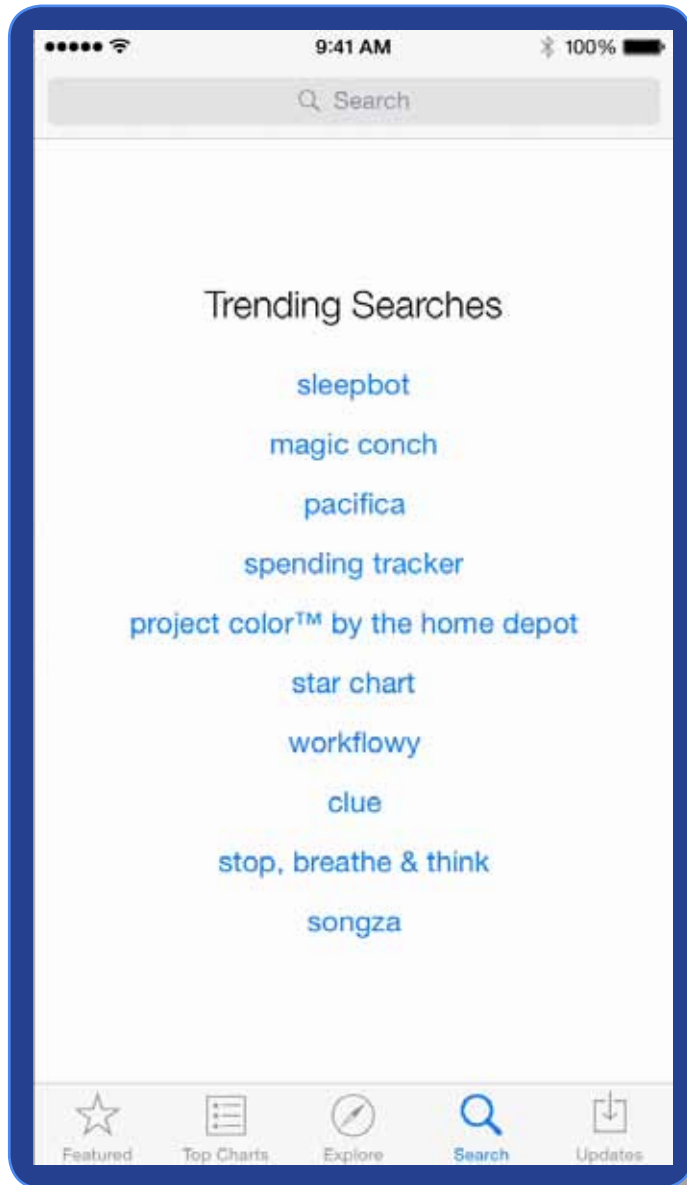 9:41 AM
100%
Search
Trending Searches
sleepbot
magic conch
pacifica
spending tracker
project color™ by the home depot
star chart
workflowy
clue
stop, breathe & think
songza
Featured Top Charts Explore Search Updates